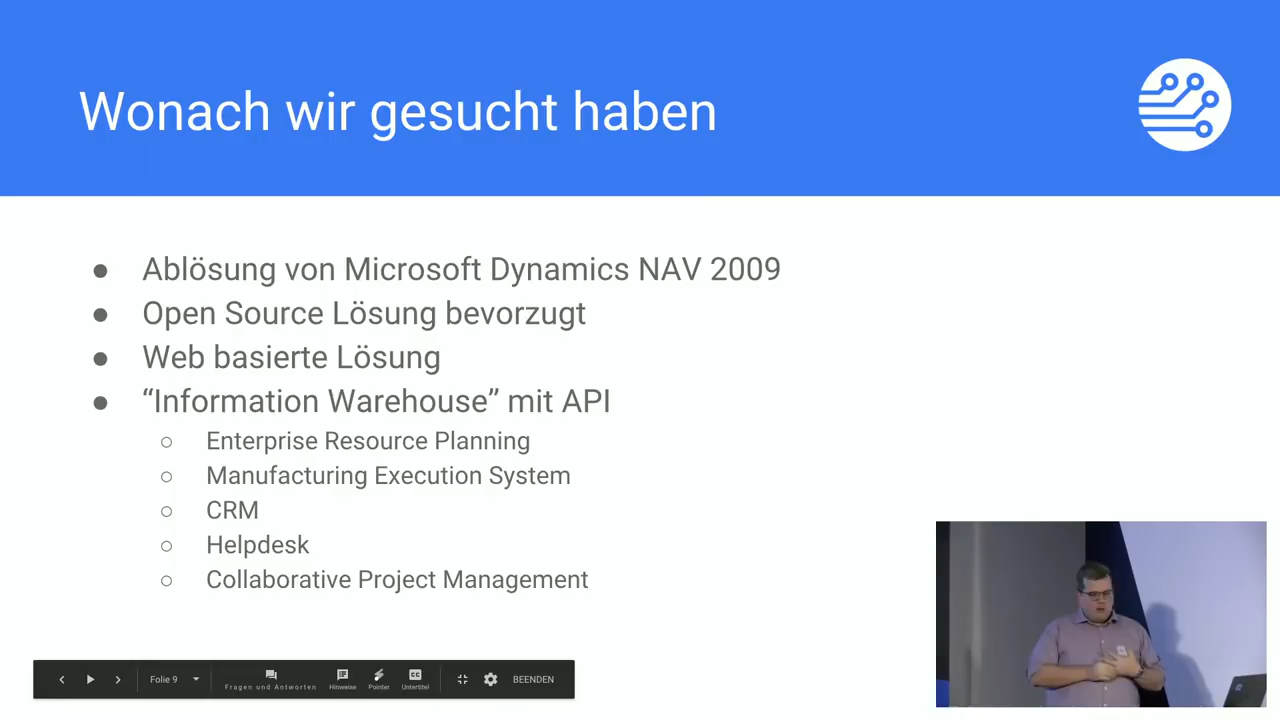 Wonach wir gesucht haben
● Ablösung von Microsoft Dynamics NAV 2009
● Open Source Lösung bevorzugt
● Web basierte Lösung
● “Information Warehouse” mit API
○ Enterprise Resource Planning
○ Manufacturing Execution System
○ CRM
○ Helpdesk
○ Collaborative Project Management
Folie 9
Fragen und Antworten
Hinweise
Pointer
CC
Untertitel
BEENDEN